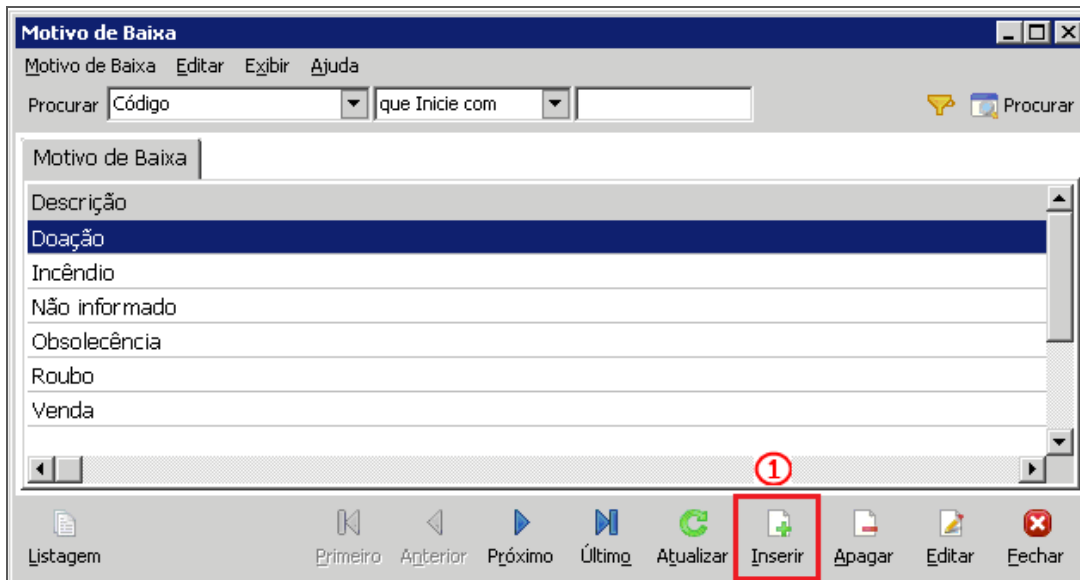 Motivo de Baixa
Motivo de Baixa Editar Exibir Ajuda
Procurar Código que Inicie com Procurar
Motivo de Baixa
Descrição
Doação
Incêndio
Não informado
Obsolecência
Roubo
Venda
1
Listagem Primeiro Anterior Próximo Último Atualizar Inserir Apagar Editar Fechar